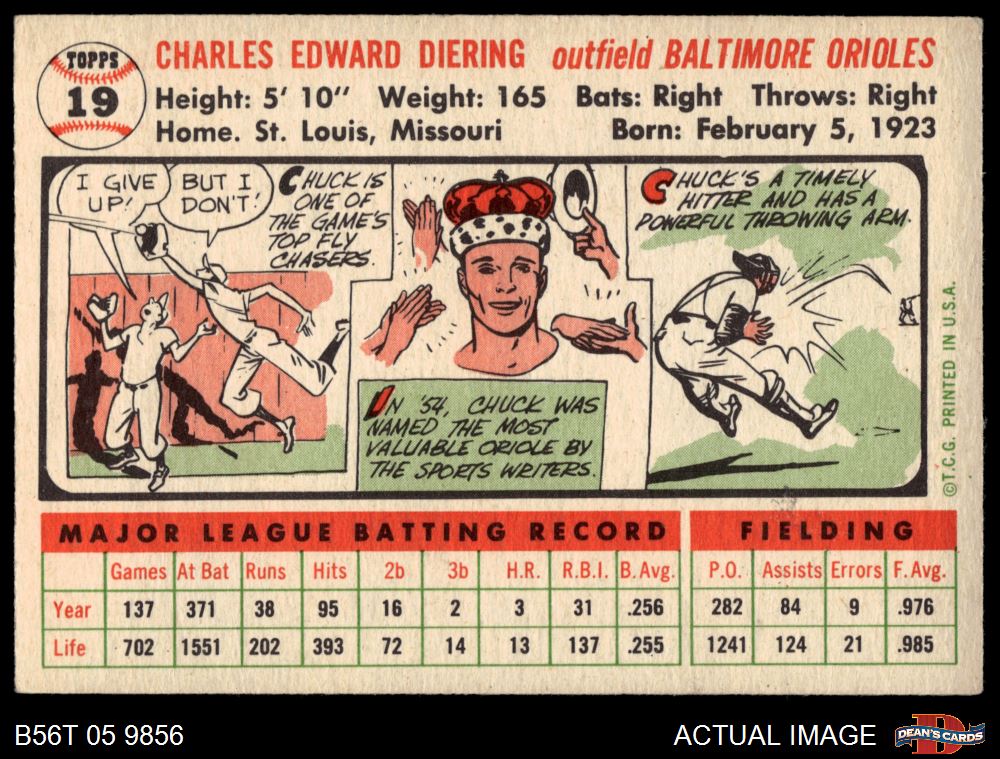 TOPPS
19
CHARLES EDWARD DIERING outfield BALTIMORE ORIOLES
Height: 5' 10" Weight: 165 Bats: Right Throws: Right
Home. St. Louis, Missouri Born: February 5, 1923
I GIVE
UP!
BUT I
DON'T!
CHUCK IS
ONE OF
THE GAME'S
TOP FLY
CHASERS.
IN '54, CHUCK WAS
NAMED THE MOST
VALUABLE ORIOLE BY
THE SPORTS WRITERS.
CHUCK'S A TIMELY
HITTER AND HAS A
POWERFUL THROWING ARM.
©T.C.G. PRINTED IN U.S.A.
MAJOR LEAGUE BATTING RECORD FIELDING
Games At Bat Runs Hits 2b 3b H.R. R.B.I. B. Avg. P.O. Assists Errors F. Avg.
Year 137 371 38 95 16 2 3 31 .256 282 84 9 .976
Life 702 1551 202 393 72 14 13 137 .255 1241 124 21 .985
B56T 05 9856 ACTUAL IMAGE
D
DEAN'S CARDS